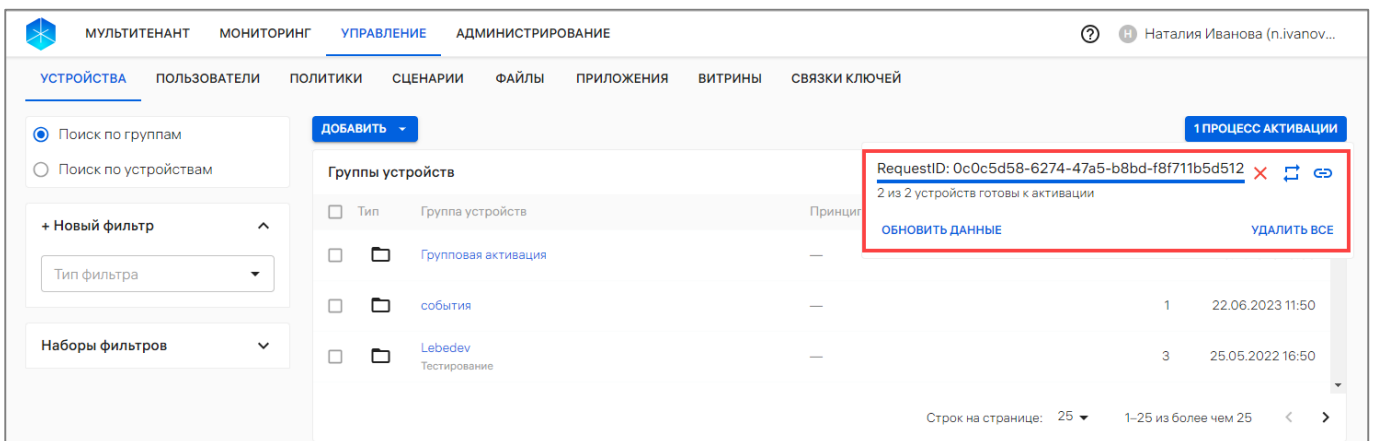 МУЛЬТИТЕНАНТ МОНИТОРИНГ УПРАВЛЕНИЕ АДМИНИСТРИРОВАНИЕ Н Наталия Иванова (n.ivanov...
УСТРОЙСТВА ПОЛЬЗОВАТЕЛИ ПОЛИТИКИ СЦЕНАРИИ ФАЙЛЫ ПРИЛОЖЕНИЯ ВИТРИНЫ СВЯЗКИ КЛЮЧЕЙ
Поиск по группам
Поиск по устройствам
+ Новый фильтр
Тип фильтра
Наборы фильтров
ДОБАВИТЬ
1 ПРОЦЕСС АКТИВАЦИИ
RequestID: 0c0c5d58-6274-47a5-b8bd-f8f711b5d512
2 из 2 устройств готовы к активации
ОБНОВИТЬ ДАННЫЕ УДАЛИТЬ ВСЕ
Группы устройств
Тип Группа устройств
Групповая активация —
события — 1 22.06.2023 11:50
Lebedev — 3 25.05.2022 16:50
Тестирование
Строк на странице: 25 1–25 из более чем 25